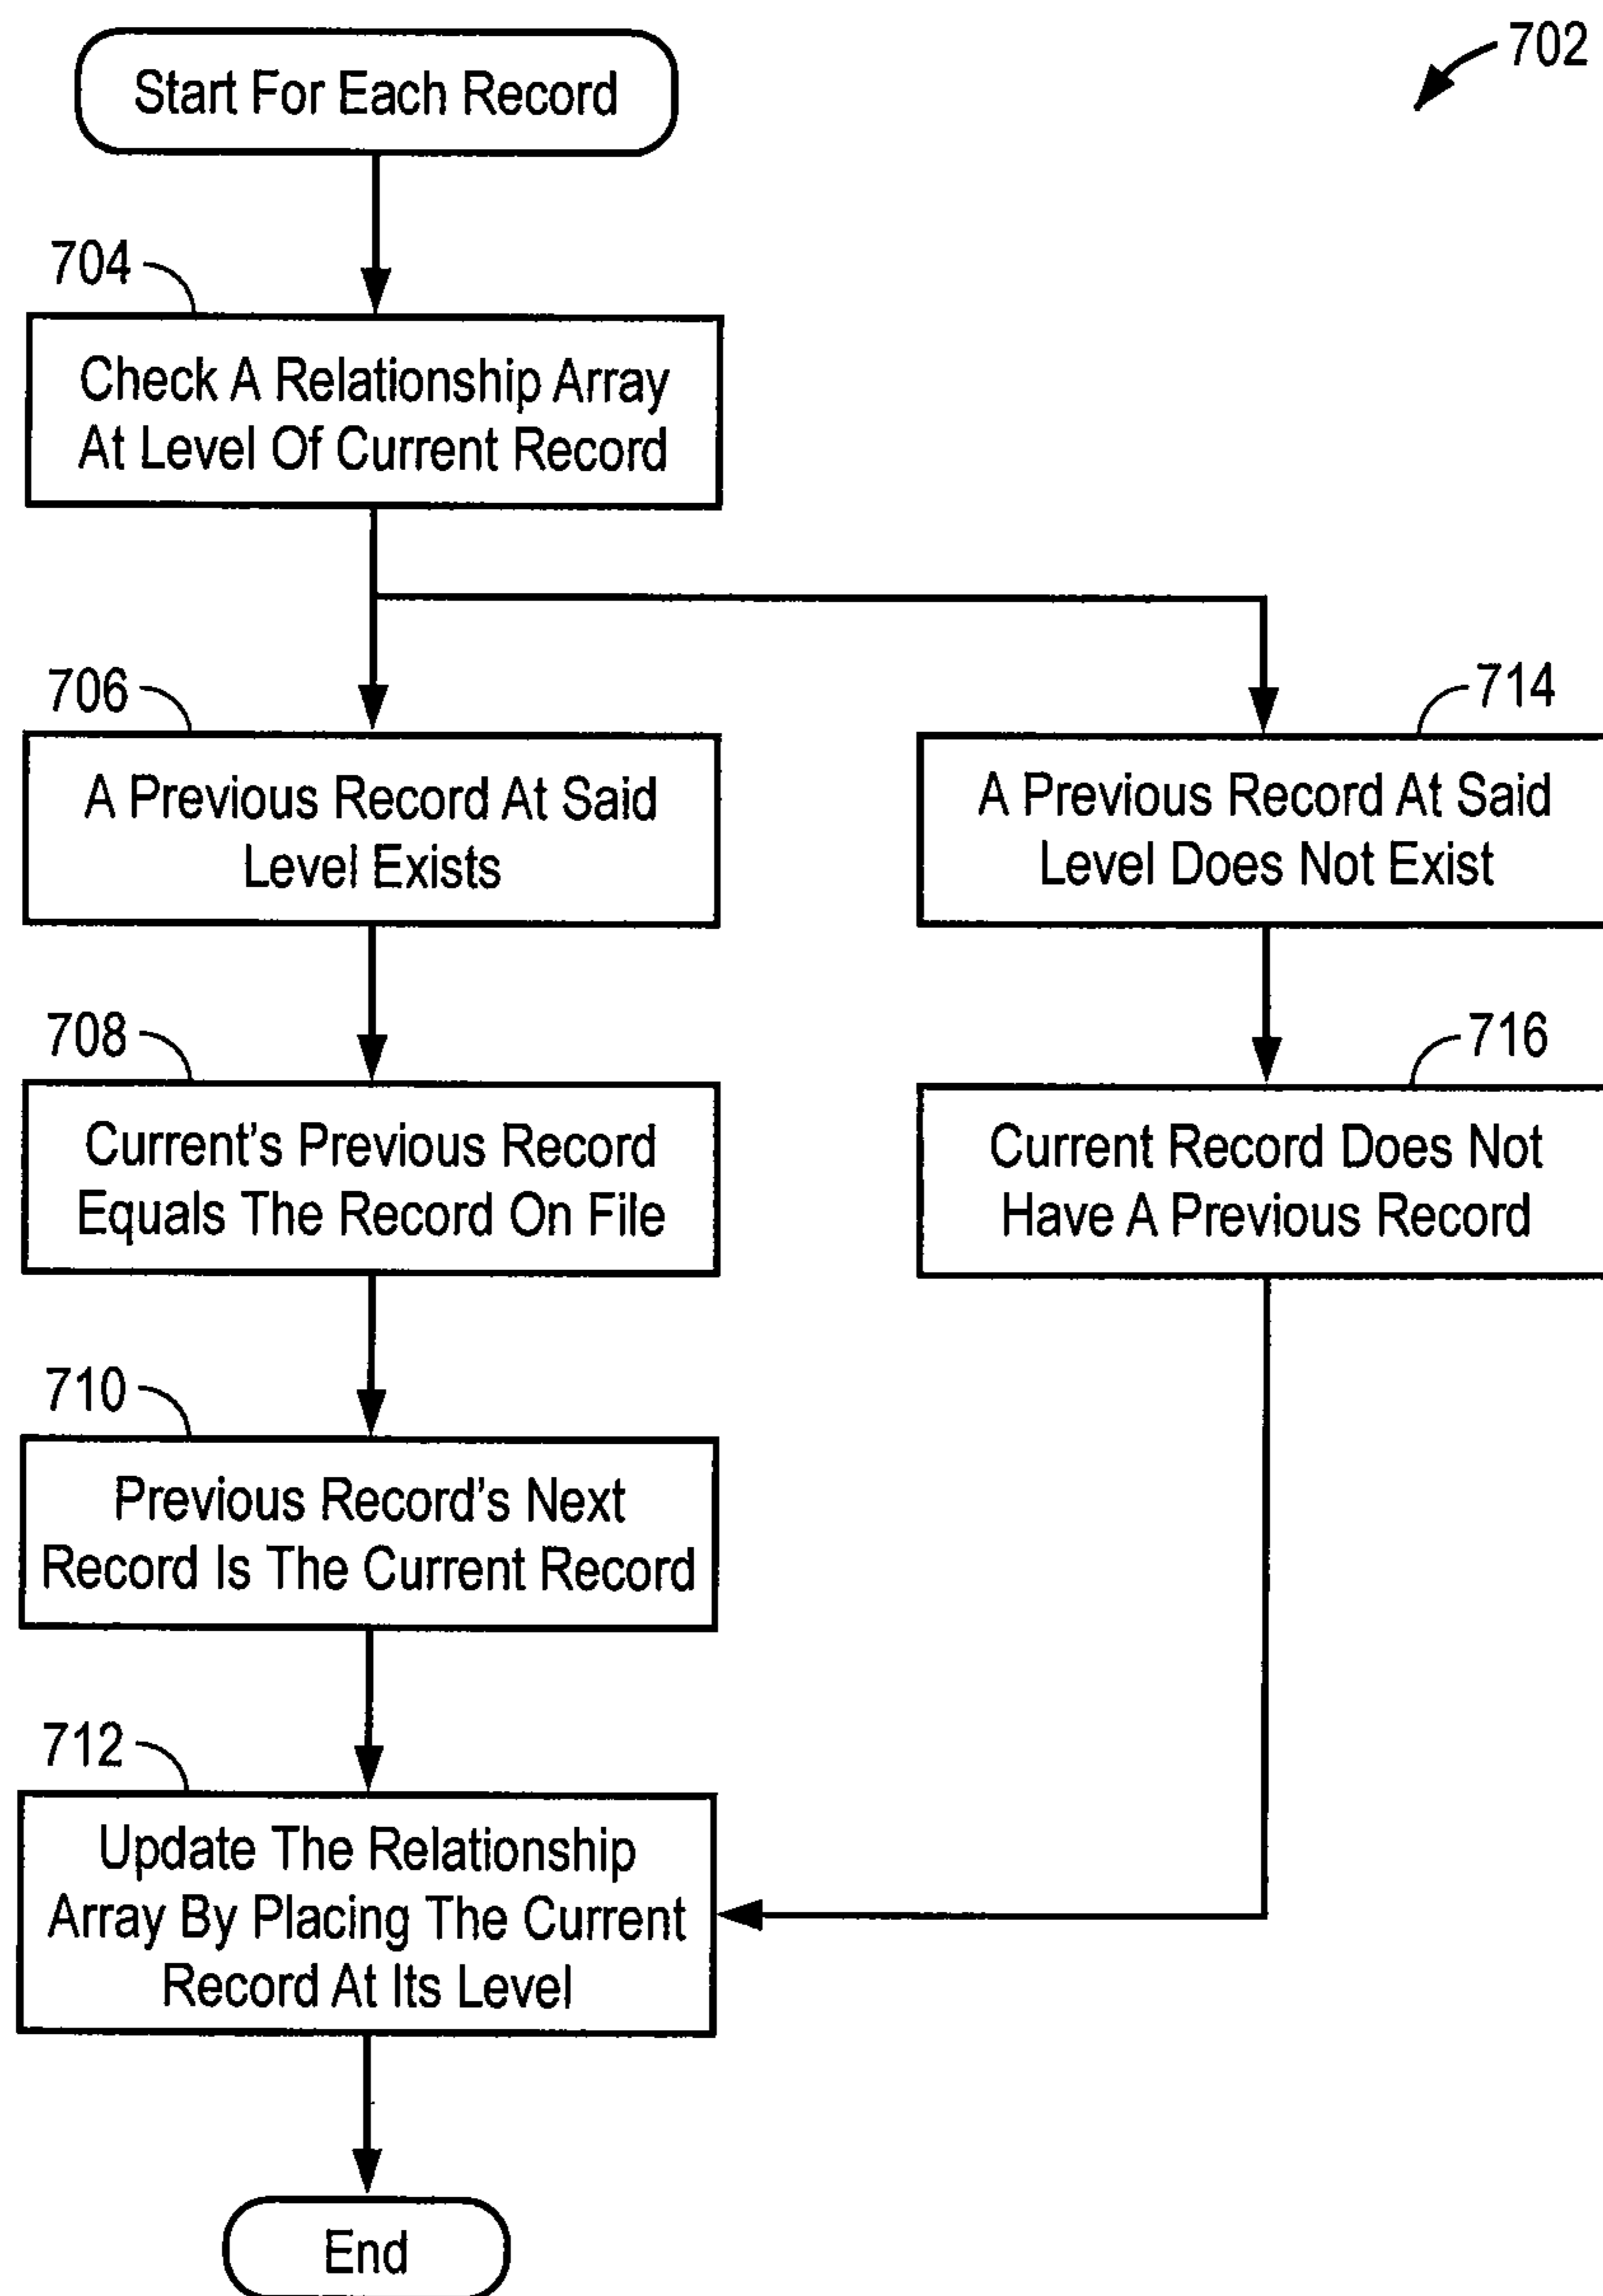 702
Start For Each Record
704
Check A Relationship Array
At Level Of Current Record
706
A Previous Record At Said
Level Exists
714
A Previous Record At Said
Level Does Not Exist
708
Current's Previous Record
Equals The Record On File
716
Current Record Does Not
Have A Previous Record
710
Previous Record's Next
Record Is The Current Record
712
Update The Relationship
Array By Placing The Current
Record At Its Level
End